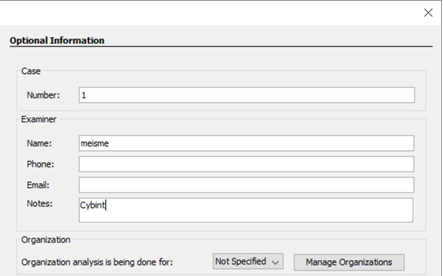 Optional Information
Case
Number: 1
Examiner
Name: meisme
Phone:
Email:
Notes: Cybint
Organization
Organization analysis is being done for: Not Specified Manage Organizations